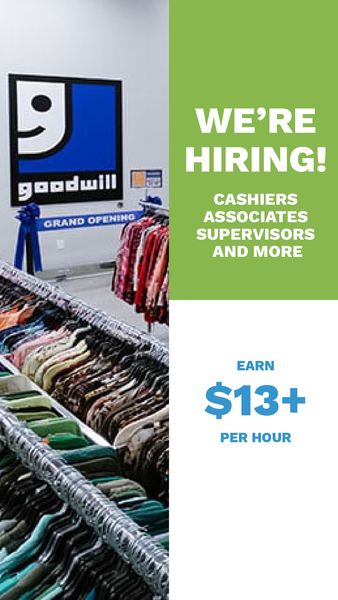 goodwill
GRAND OPENING
WE'RE
HIRING!
CASHIERS
ASSOCIATES
SUPERVISORS
AND MORE
EARN
$13+
PER HOUR